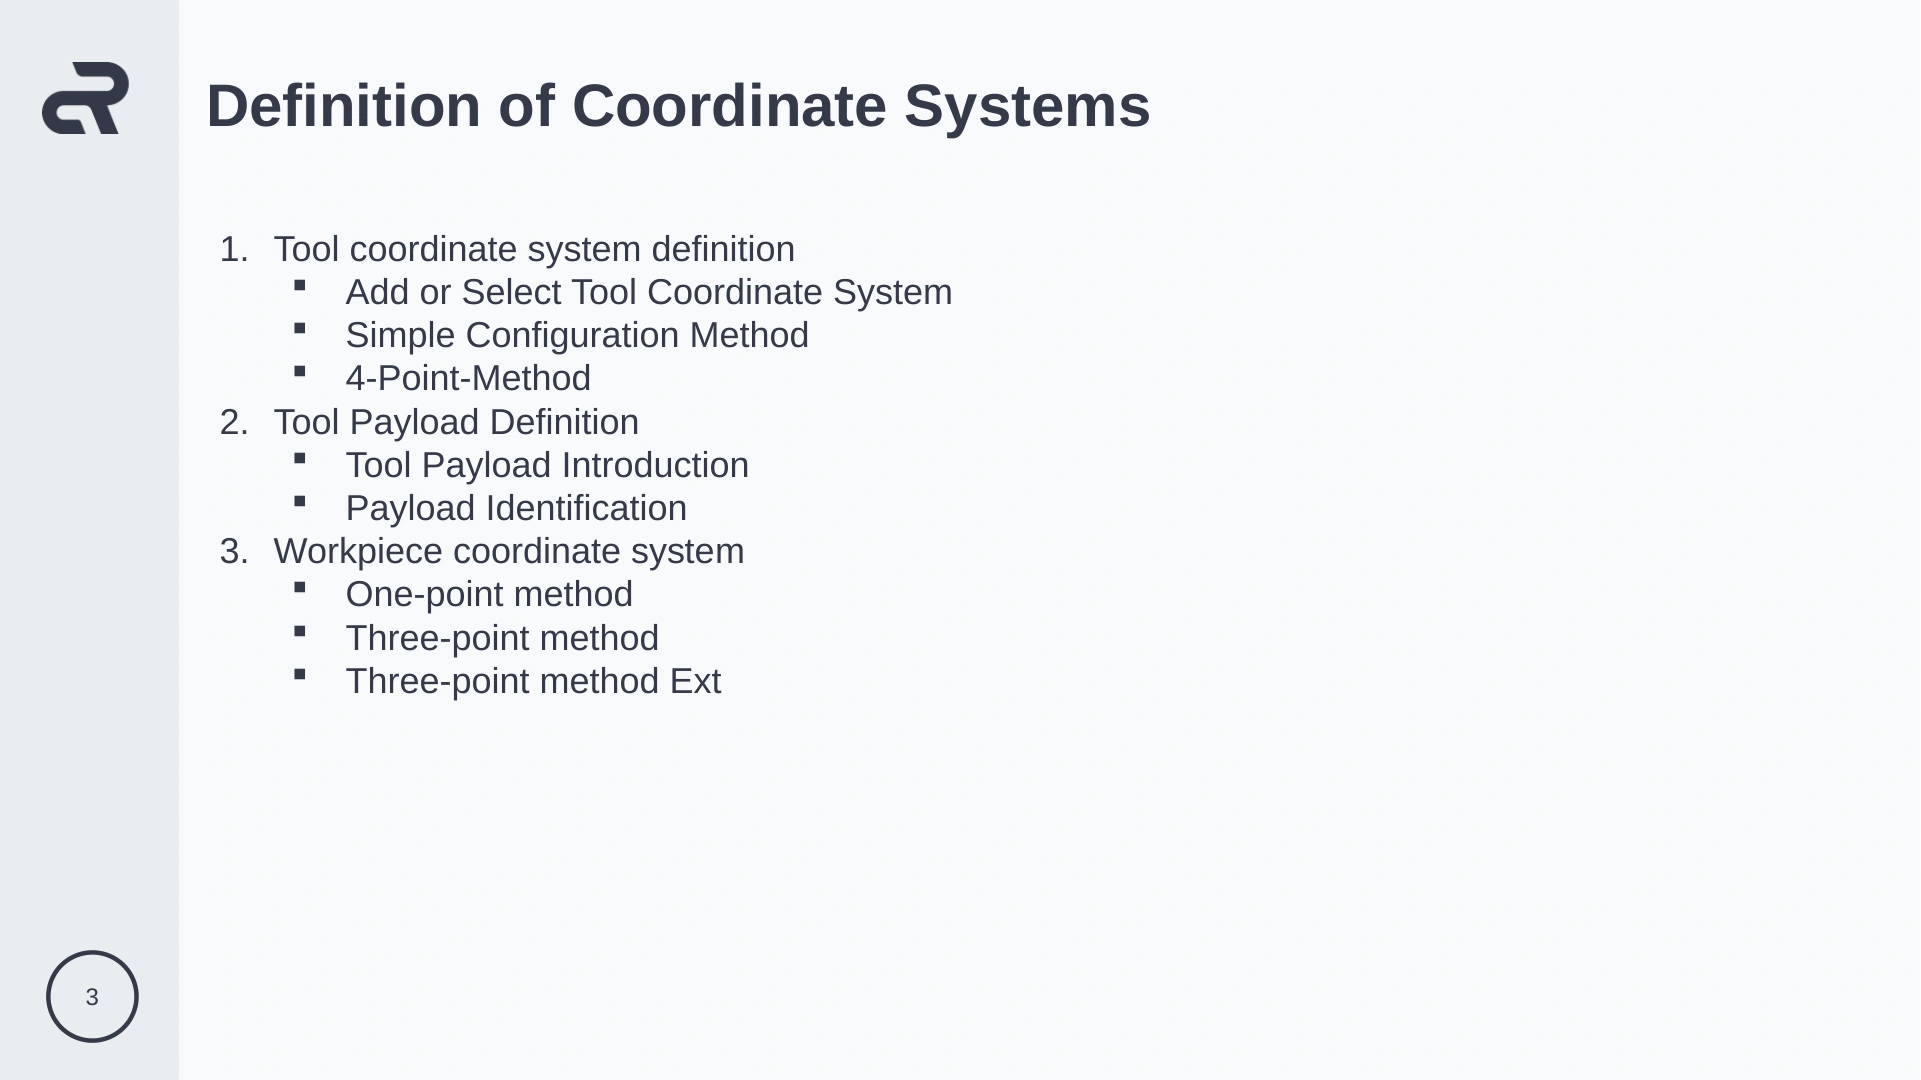 Definition of Coordinate Systems
1. Tool coordinate system definition
▪ Add or Select Tool Coordinate System
▪ Simple Configuration Method
▪ 4-Point-Method
2. Tool Payload Definition
▪ Tool Payload Introduction
▪ Payload Identification
3. Workpiece coordinate system
▪ One-point method
▪ Three-point method
▪ Three-point method Ext
3